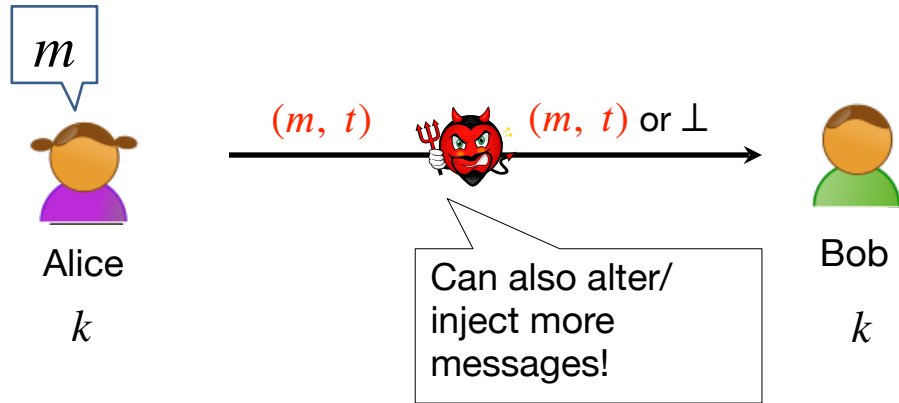 m
(m, t)
(m, t) or ⊥
Alice
Bob
k
k
Can also alter/
inject more
messages!